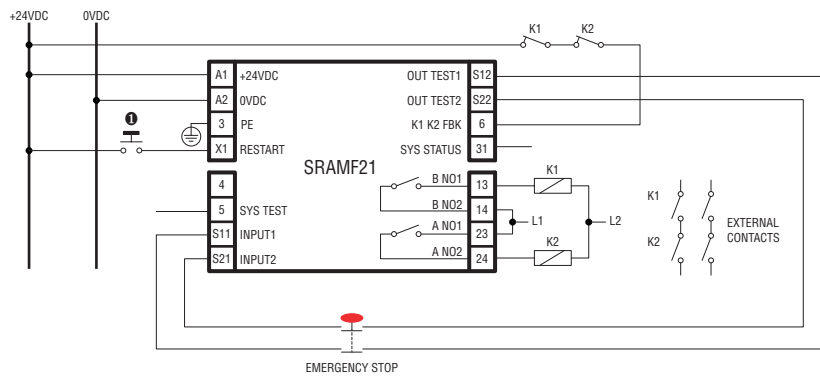 +24VDC 0VDC
K1 K2
A1 +24VDC OUT TEST1 S12
A2 0VDC OUT TEST2 S22
❶
3 PE K1 K2 FBK 6
X1 RESTART SYS STATUS 31
SRAMF21
4 B NO1 13 K1
5 SYS TEST B NO2 14 L1 L2
S11 INPUT1 A NO1 23
S21 INPUT2 A NO2 24 K2
K1
EXTERNAL
CONTACTS
K2
EMERGENCY STOP